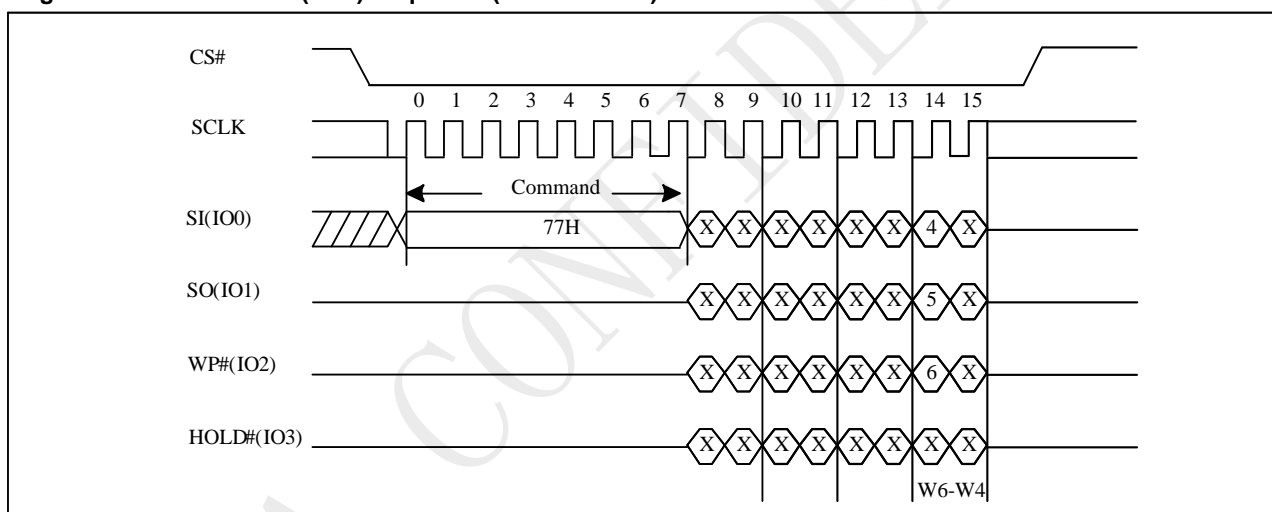 CS#
0 1 2 3 4 5 6 7 8 9 10 11 12 13 14 15
SCLK
Command
SI(IO0) 77H X X X X X X 4 X
SO(IO1) X X X X X X 5 X
WP#(IO2) X X X X X X 6 X
HOLD#(IO3) X X X X X X X X
W6-W4